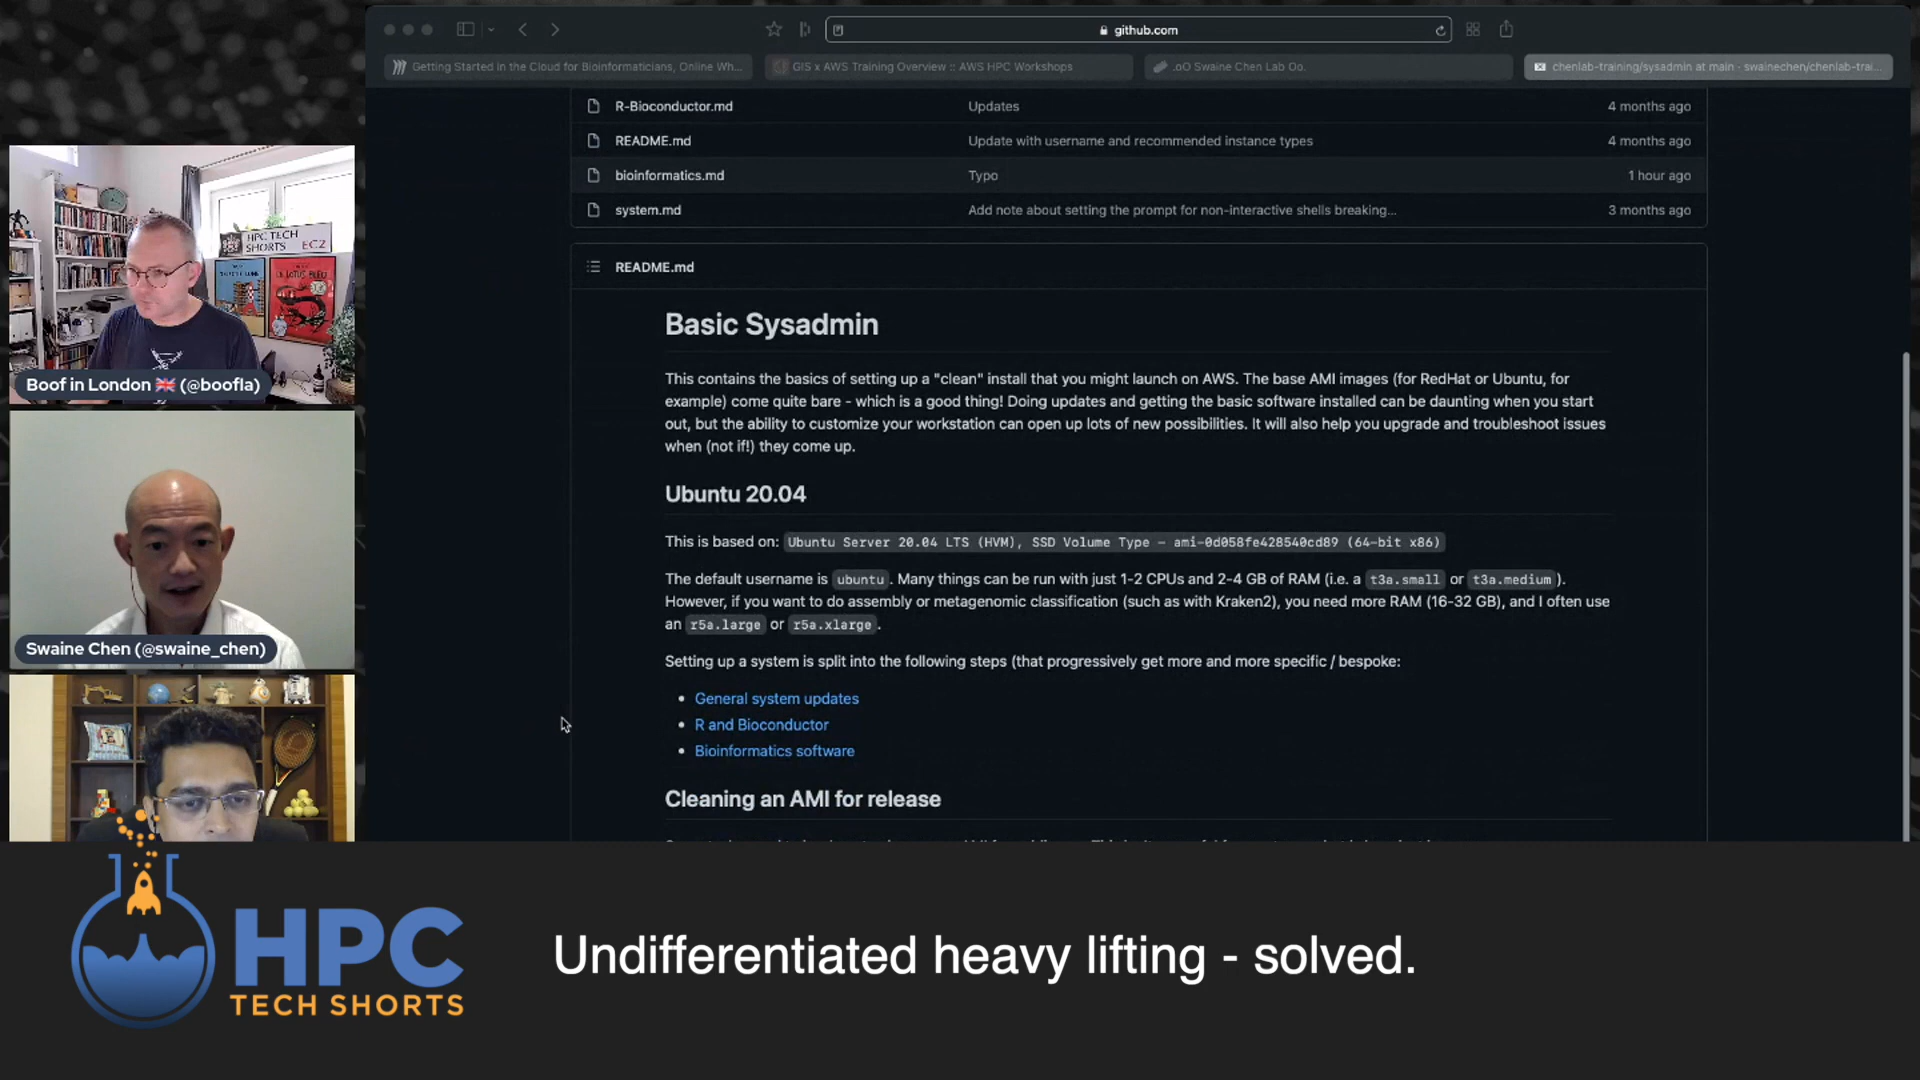 github.com
Getting Started in the Cloud for Bioinformaticians, Online Wh...
GIS x AWS Training Overview :: AWS HPC Workshops
.oO Swaine Chen Lab Oo.
chenlab-training/sysadmin at main · swainechen/chenlab-trai...
R-Bioconductor.md Updates 4 months ago
README.md Update with username and recommended instance types 4 months ago
bioinformatics.md Typo 1 hour ago
system.md Add note about setting the prompt for non-interactive shells breaking... 3 months ago
README.md
Basic Sysadmin
This contains the basics of setting up a "clean" install that you might launch on AWS. The base AMI images (for RedHat or Ubuntu, for
example) come quite bare - which is a good thing! Doing updates and getting the basic software installed can be daunting when you start
out, but the ability to customize your workstation can open up lots of new possibilities. It will also help you upgrade and troubleshoot issues
when (not if!) they come up.
Ubuntu 20.04
This is based on: Ubuntu Server 20.04 LTS (HVM), SSD Volume Type - ami-0d058fe428540cd89 (64-bit x86)
The default username is ubuntu. Many things can be run with just 1-2 CPUs and 2-4 GB of RAM (i.e. a t3a.small or t3a.medium).
However, if you want to do assembly or metagenomic classification (such as with Kraken2), you need more RAM (16-32 GB), and I often use
an r5a.large or r5a.xlarge.
Setting up a system is split into the following steps (that progressively get more and more specific / bespoke:
General system updates
R and Bioconductor
Bioinformatics software
Cleaning an AMI for release
HPC TECH
SHORTS EC2
LE LOTUS BLEU
Boof in London 🇬🇧 (@boofla)
Swaine Chen (@swaine_chen)
HPC
TECH SHORTS
Undifferentiated heavy lifting - solved.